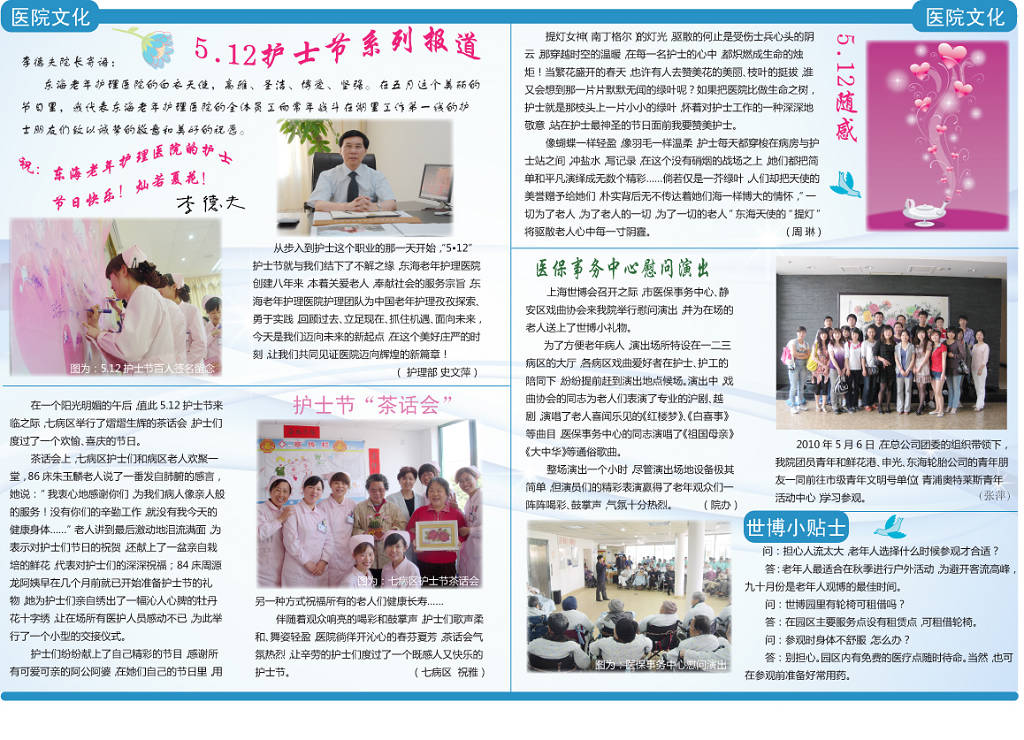 医院文化
医院文化
5.12护士节系列报道
李德夫院长寄语：
东海老年护理医院的白衣天使，高雅、圣洁、博爱、坚强。在五月这个美丽的
节日里，我代表东海老年护理医院的全体员工向常年战斗在测量工作第一线的护
士朋友们致以诚挚的敬意和美好的祝愿。
祝：东海老年护理医院的护士
节日快乐！灿若夏花！
李德夫
图为：5.12护士节百人签名留念
从步入到护士这个职业的那一天开始，“5•12”
护士节就与我们结下了不解之缘，东海老年护理医院
创建八年来，本着关爱老人，奉献社会的服务宗旨，东
海老年护理医院护理团队为中国老年护理孜孜探索、
勇于实践，回顾过去、立足现在、抓住机遇、面向未来，
今天是我们迈向未来的新起点，在这个美好庄严的时
刻，让我们共同见证医院迈向辉煌的新篇章！
（护理部 史文萍）
护士节“茶话会”
在一个阳光明媚的午后，值此5.12护士节来
临之际，七病区举行了熠熠生辉的茶话会，护士们
度过了一个欢愉、喜庆的节日。
茶话会上，七病区护士们和病区老人欢聚一
堂，86床朱玉麟老人说了一番发自肺腑的感言，
她说：“我衷心地感谢你们，为我们病人像亲人般
的服务！没有你们的辛勤工作，就没有我今天的
健康身体……”老人讲到最后激动地泪流满面，为
表示对护士们节日的祝贺，还献上了一盆亲自栽
培的鲜花，代表对护士们的深深祝福；84床周源
龙阿姨早在几个月前就已开始准备护士节的礼
物，她为护士们亲自绣出了一幅沁人心脾的牡丹
花十字绣，让在场所有医护人员感动不已，为此举
行了一个小型的交接仪式。
护士们纷纷献上了自己精彩的节目，感谢所
有可爱可亲的阿公阿婆，在她们自己的节日里，用
图为：七病区护士节茶话会
另一种方式祝福所有的老人们健康长寿……
伴随着观众响亮的喝彩和鼓掌声，护士们歌声柔
和、舞姿轻盈，医院徜徉开沁心的春芬夏芳，茶话会气
氛热烈，让辛劳的护士们度过了一个既感人又快乐的
护士节。
（七病区 祝雅）
提灯女神（南丁格尔）的灯光，驱散的何止是受伤士兵心头的阴
云，那穿越时空的温暖，在每一名护士的心中，都炽燃成生命的烛
炬！当繁花盛开的春天，也许有人去赞美花的美丽、枝叶的挺拔，谁
又会想到那一片片默默无闻的绿叶呢？如果把医院比做生命之树，
护士就是那枝头上一片小小的绿叶，怀着对护士工作的一种深深地
敬意，站在护士最神圣的节日面前我要赞美护士。
像蝴蝶一样轻盈，像羽毛一样温柔，护士每天都穿梭在病房与护
士站之间，冲盐水，写记录，在这个没有硝烟的战场之上，她们都把简
单和平凡演绎成无数个精彩……倘若仅是一芥绿叶，人们却把天使的
美誉赠予给她们，朴实背后无不传达着她们海一样博大的情怀，“一
切为了老人，为了老人的一切，为了一切的老人”东海天使的“提灯”
将驱散老人心中每一寸阴霾。
（周琳）
5.12随感
医保事务中心慰问演出
上海世博会召开之际，市医保事务中心、静
安区戏曲协会来我院举行慰问演出，并为在场的
老人送上了世博小礼物。
为了方便老年病人，演出场所特设在一二三
病区的大厅，各病区戏曲爱好者在护士、护工的
陪同下，纷纷提前赶到演出地点候场。演出中，戏
曲协会的同志为老人们表演了专业的沪剧、越
剧，演唱了老人喜闻乐见的《红楼梦》、《白喜事》
等曲目，医保事务中心的同志演唱了《祖国母亲》
《大中华》等通俗歌曲。
整场演出一个小时，尽管演出场地设备极其
简单，但演员们的精彩表演赢得了老年观众们一
阵阵喝彩、鼓掌声，气氛十分热烈。
（院办）
图为：医保事务中心慰问演出
2010年5月6日，在总公司团委的组织带领下，
我院团员青年和鲜花港、申光、东海轮胎公司的青年朋
友一同前往市级青年文明号单位（青浦奥特莱斯青年
活动中心）学习参观。
（张萍）
世博小贴士
问：担心人流太大，老年人选择什么时候参观才合适？
答：老年人最适合在秋季进行户外活动，为避开客流高峰，
九十月份是老年人观博的最佳时间。
问：世博园里有轮椅可租借吗？
答：在园区主要服务点设有租赁点，可租借轮椅。
问：参观时身体不舒服，怎么办？
答：别担心。园区内有免费的医疗点随时待命。当然，也可
在参观前准备好常用药。